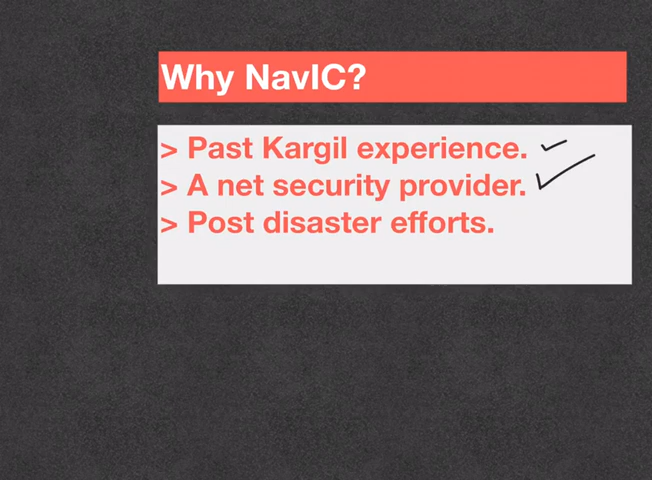 Why NavIC?
> Past Kargil experience.
> A net security provider.
> Post disaster efforts.